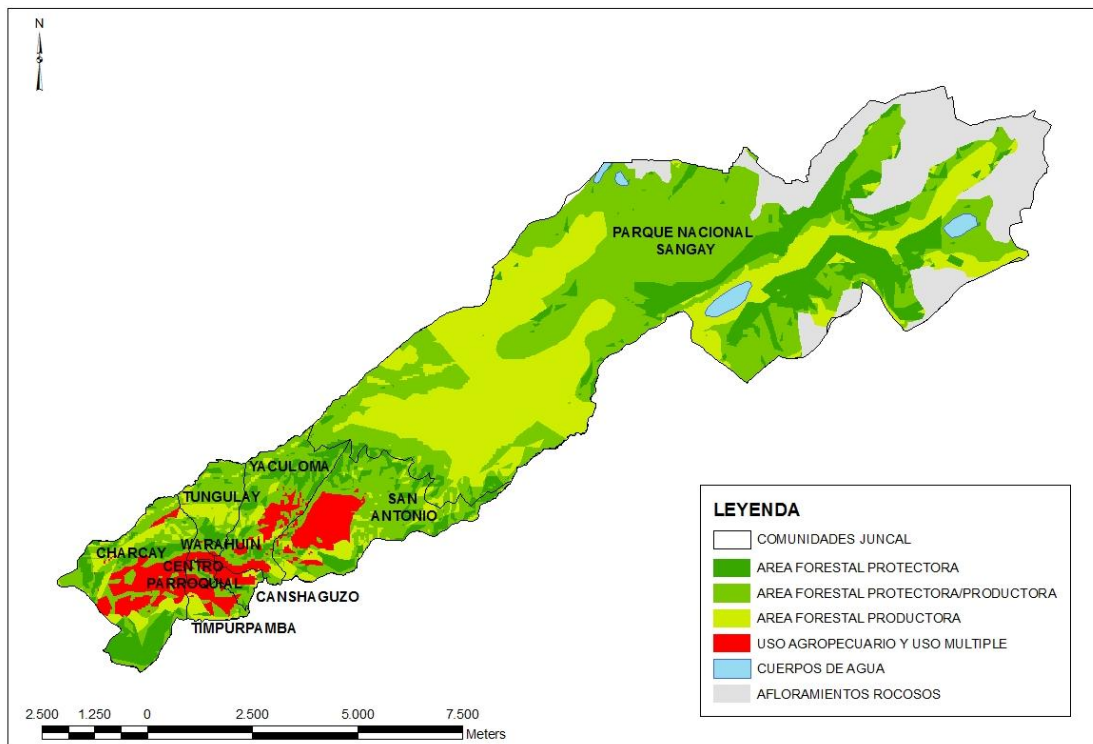 N
PARQUE NACIONAL
SANGAY
YACULOMA
TUNGULAY
SAN
ANTONIO
WARAHUIN
CHARCAY
CENTRO
PARROQUIAL
CANSHAGUZO
TIMPURPAMBA
LEYENDA
COMUNIDADES JUNCAL
AREA FORESTAL PROTECTORA
AREA FORESTAL PROTECTORA/PRODUCTORA
AREA FORESTAL PRODUCTORA
USO AGROPECUARIO Y USO MULTIPLE
CUERPOS DE AGUA
AFLORAMIENTOS ROCOSOS
2.500 1.250 0 2.500 5.000 7.500
Meters